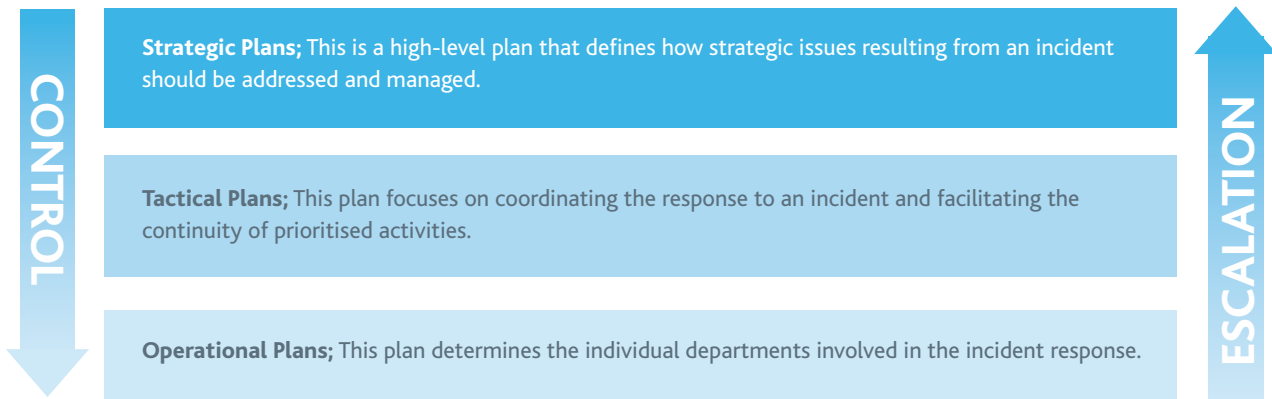 CONTROL
Strategic Plans; This is a high-level plan that defines how strategic issues resulting from an incident
should be addressed and managed.
Tactical Plans; This plan focuses on coordinating the response to an incident and facilitating the
continuity of prioritised activities.
Operational Plans; This plan determines the individual departments involved in the incident response.
ESCALATION